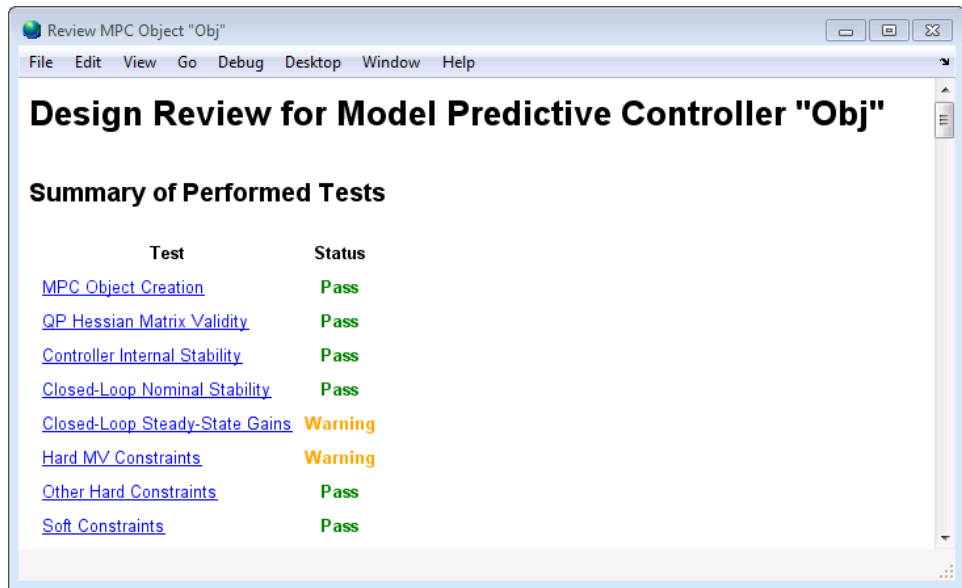 Review MPC Object "Obj"
File Edit View Go Debug Desktop Window Help
Design Review for Model Predictive Controller "Obj"
Summary of Performed Tests
Test Status
MPC Object Creation Pass
QP Hessian Matrix Validity Pass
Controller Internal Stability Pass
Closed-Loop Nominal Stability Pass
Closed-Loop Steady-State Gains Warning
Hard MV Constraints Warning
Other Hard Constraints Pass
Soft Constraints Pass